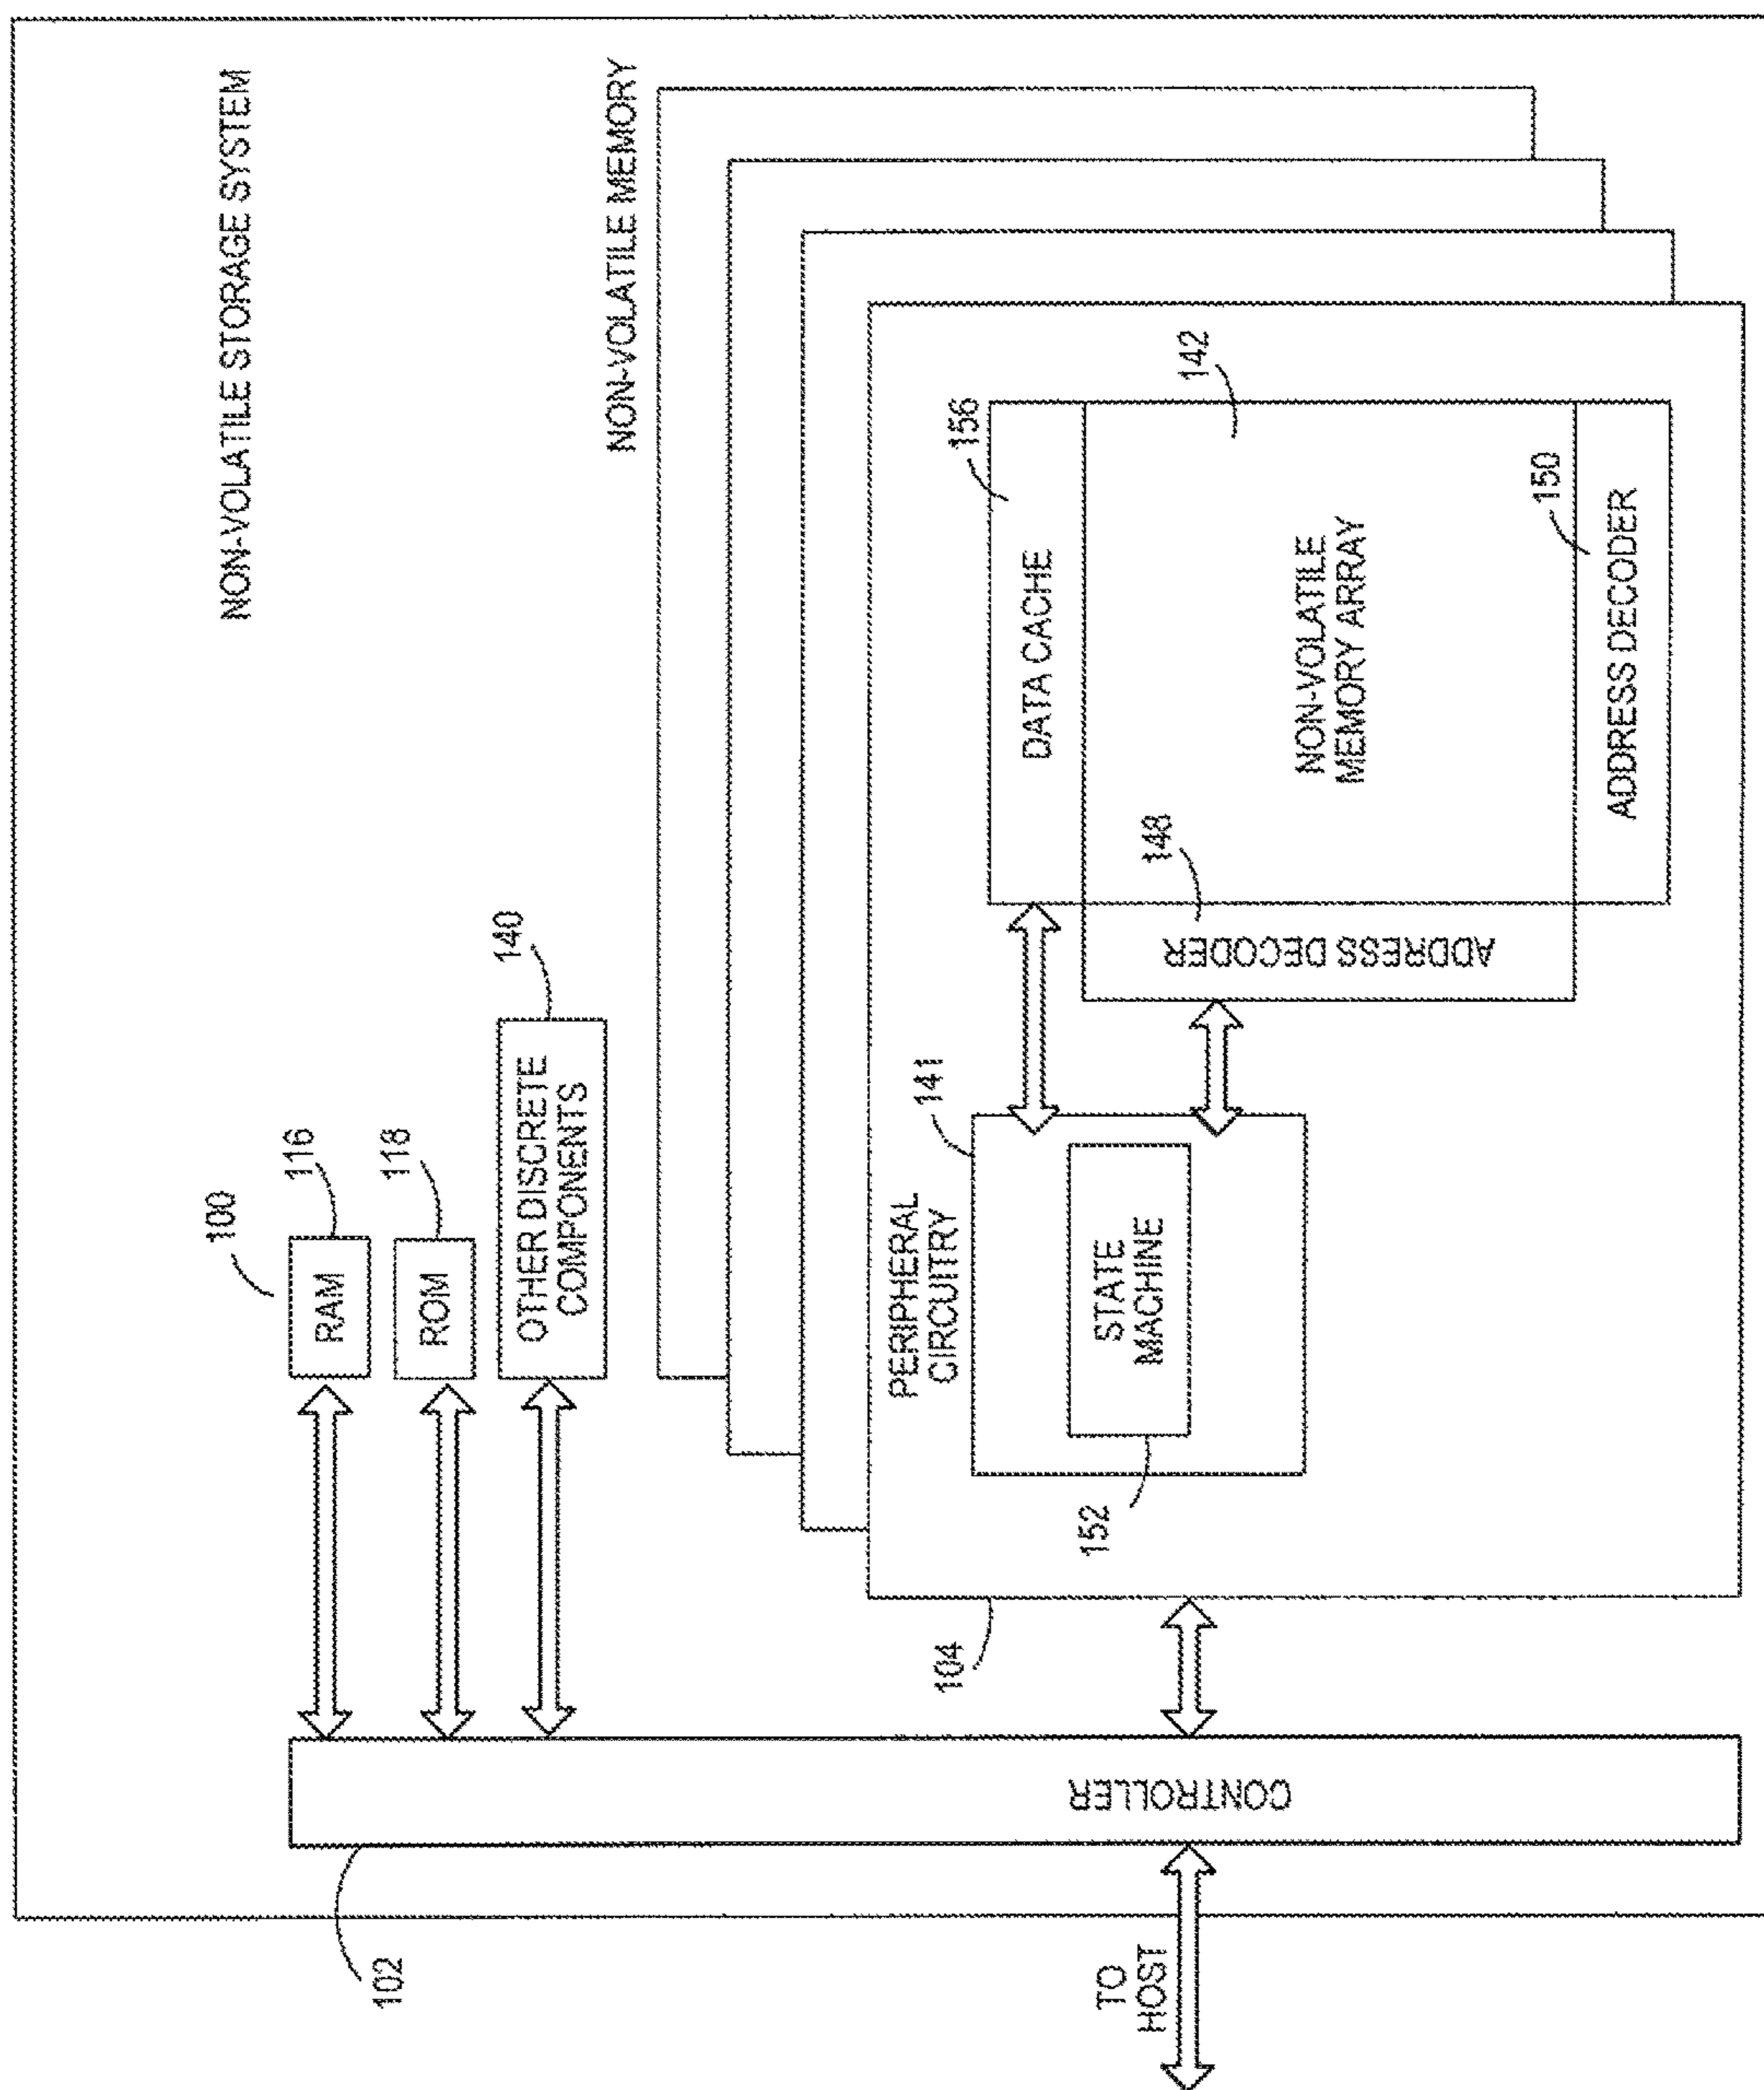 NON-VOLATILE STORAGE SYSTEM
100
RAM
116
ROM
118
OTHER DISCRETE
COMPONENTS
140
NON-VOLATILE MEMORY
102
CONTROLLER
TO
HOST
104
PERIPHERAL
CIRCUITRY
141
STATE
MACHINE
152
DATA CACHE
156
ADDRESS DECODER
148
NON-VOLATILE
MEMORY ARRAY
142
ADDRESS DECODER
150